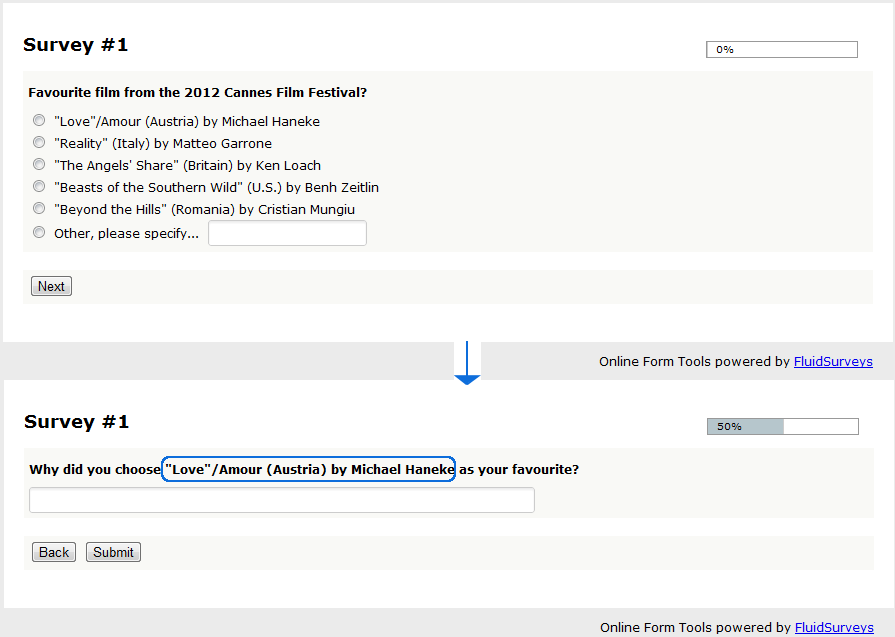 Survey #1
0%
Favourite film from the 2012 Cannes Film Festival?
"Love"/Amour (Austria) by Michael Haneke
"Reality" (Italy) by Matteo Garrone
"The Angels' Share" (Britain) by Ken Loach
"Beasts of the Southern Wild" (U.S.) by Benh Zeitlin
"Beyond the Hills" (Romania) by Cristian Mungiu
Other, please specify...
Next
Online Form Tools powered by FluidSurveys
Survey #1
50%
Why did you choose "Love"/Amour (Austria) by Michael Haneke as your favourite?
Back Submit
Online Form Tools powered by FluidSurveys